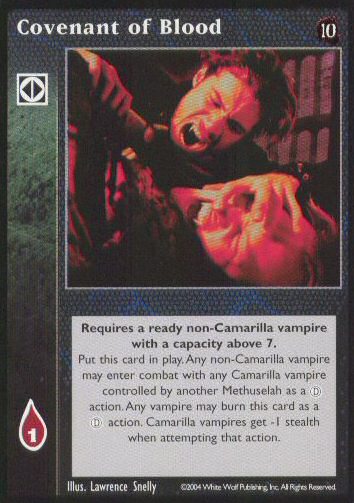 Covenant of Blood
10
Requires a ready non-Camarilla vampire
with a capacity above 7.
Put this card in play. Any non-Camarilla vampire
may enter combat with any Camarilla vampire
controlled by another Methuselah as a Ⓓ
action. Any vampire may burn this card as a
Ⓓ action. Camarilla vampires get -1 stealth
when attempting that action.
1
Illus. Lawrence Snelly
©2004 White Wolf Publishing, Inc. All Rights Reserved.